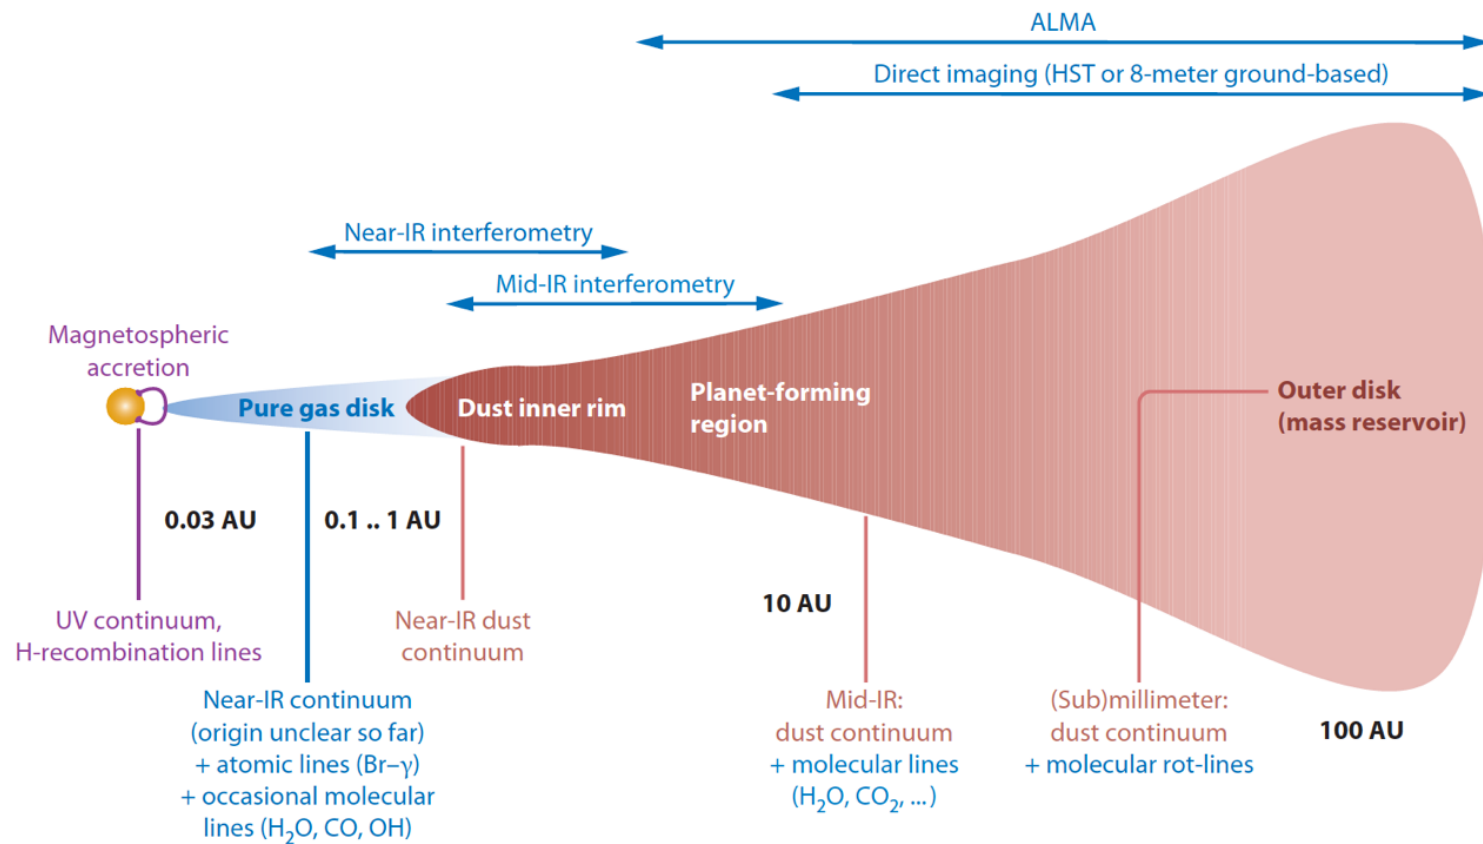 ALMA
Direct imaging (HST or 8-meter ground-based)
Near-IR interferometry
Mid-IR interferometry
Magnetospheric
accretion
Pure gas disk
Dust inner rim
Planet-forming
region
Outer disk
(mass reservoir)
0.03 AU
0.1 .. 1 AU
10 AU
100 AU
UV continuum,
H-recombination lines
Near-IR dust
continuum
Near-IR continuum
(origin unclear so far)
+ atomic lines (Br–γ)
+ occasional molecular
lines (H₂O, CO, OH)
Mid-IR:
dust continuum
+ molecular lines
(H₂O, CO₂, ...)
(Sub)millimeter:
dust continuum
+ molecular rot-lines